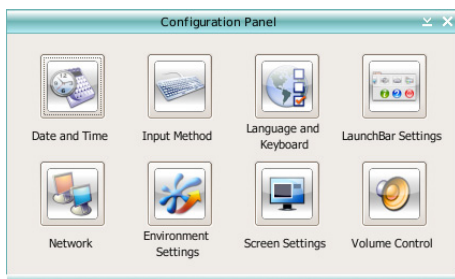 Configuration Panel
Date and Time
Input Method
Language and
Keyboard
LaunchBar Settings
Network
Environment
Settings
Screen Settings
Volume Control